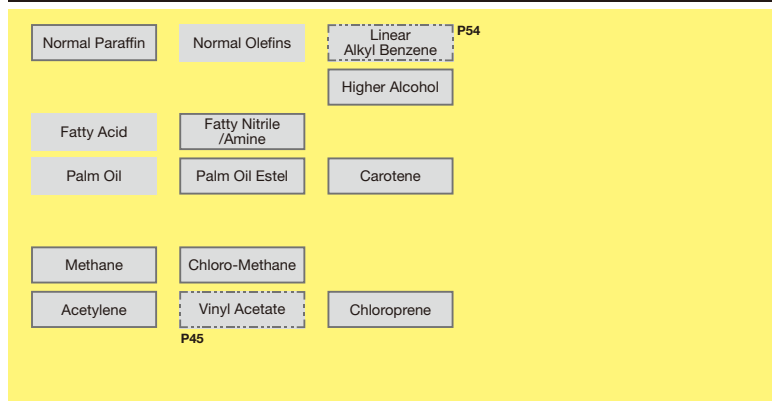 Normal Paraffin
Normal Olefins
Linear
Alkyl Benzene
P54
Higher Alcohol
Fatty Acid
Fatty Nitrile
/Amine
Palm Oil
Palm Oil Estel
Carotene
Methane
Chloro-Methane
Acetylene
Vinyl Acetate
Chloroprene
P45